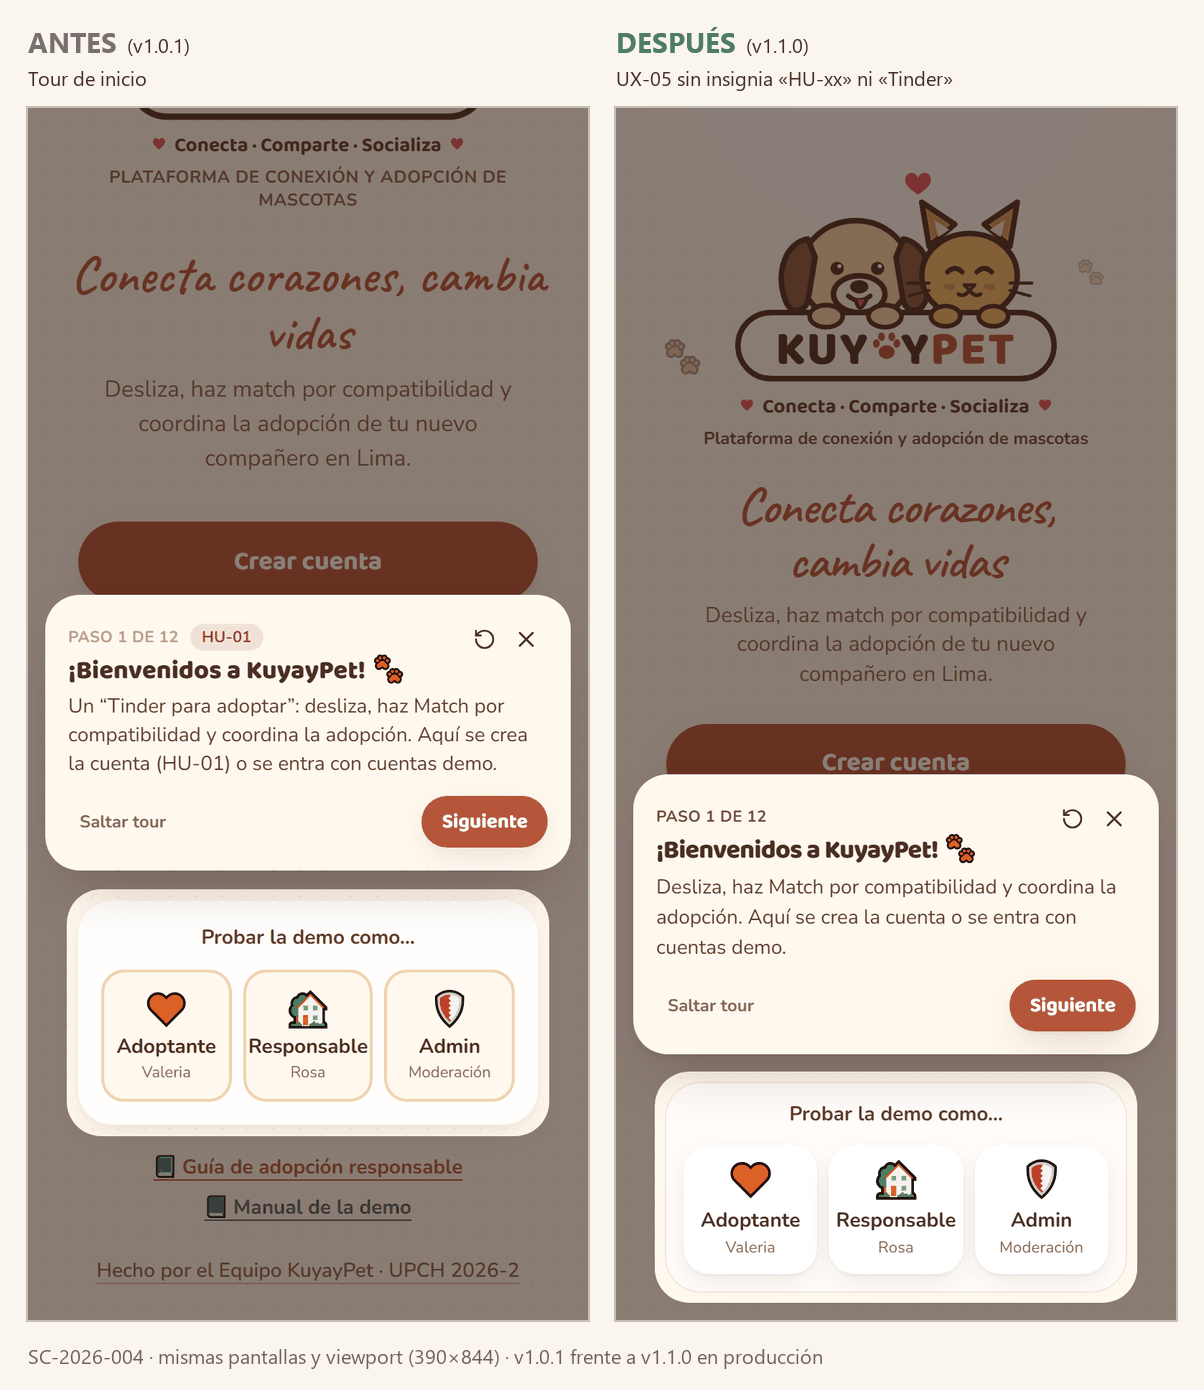 ANTES (v1.0.1)
Tour de inicio
Conecta · Comparte · Socializa
PLATAFORMA DE CONEXIÓN Y ADOPCIÓN DE
MASCOTAS
Conecta corazones, cambia
vidas
Desliza, haz match por compatibilidad y
coordina la adopción de tu nuevo
compañero en Lima.
Crear cuenta
PASO 1 DE 12 HU-01
¡Bienvenidos a KuyayPet!
Un “Tinder para adoptar”: desliza, haz Match por
compatibilidad y coordina la adopción. Aquí se crea
la cuenta (HU-01) o se entra con cuentas demo.
Saltar tour Siguiente
Probar la demo como...
Adoptante Responsable Admin
Valeria Rosa Moderación
Guía de adopción responsable
Manual de la demo
Hecho por el Equipo KuyayPet · UPCH 2026-2
DESPUÉS (v1.1.0)
UX-05 sin insignia «HU-xx» ni «Tinder»
KUYYPET
Conecta · Comparte · Socializa
Plataforma de conexión y adopción de mascotas
Conecta corazones,
cambia vidas
Desliza, haz match por compatibilidad y
coordina la adopción de tu nuevo
compañero en Lima.
Crear cuenta
PASO 1 DE 12
¡Bienvenidos a KuyayPet!
Desliza, haz Match por compatibilidad y coordina la
adopción. Aquí se crea la cuenta o se entra con
cuentas demo.
Saltar tour Siguiente
Probar la demo como...
Adoptante Responsable Admin
Valeria Rosa Moderación
SC-2026-004 · mismas pantallas y viewport (390×844) · v1.0.1 frente a v1.1.0 en producción